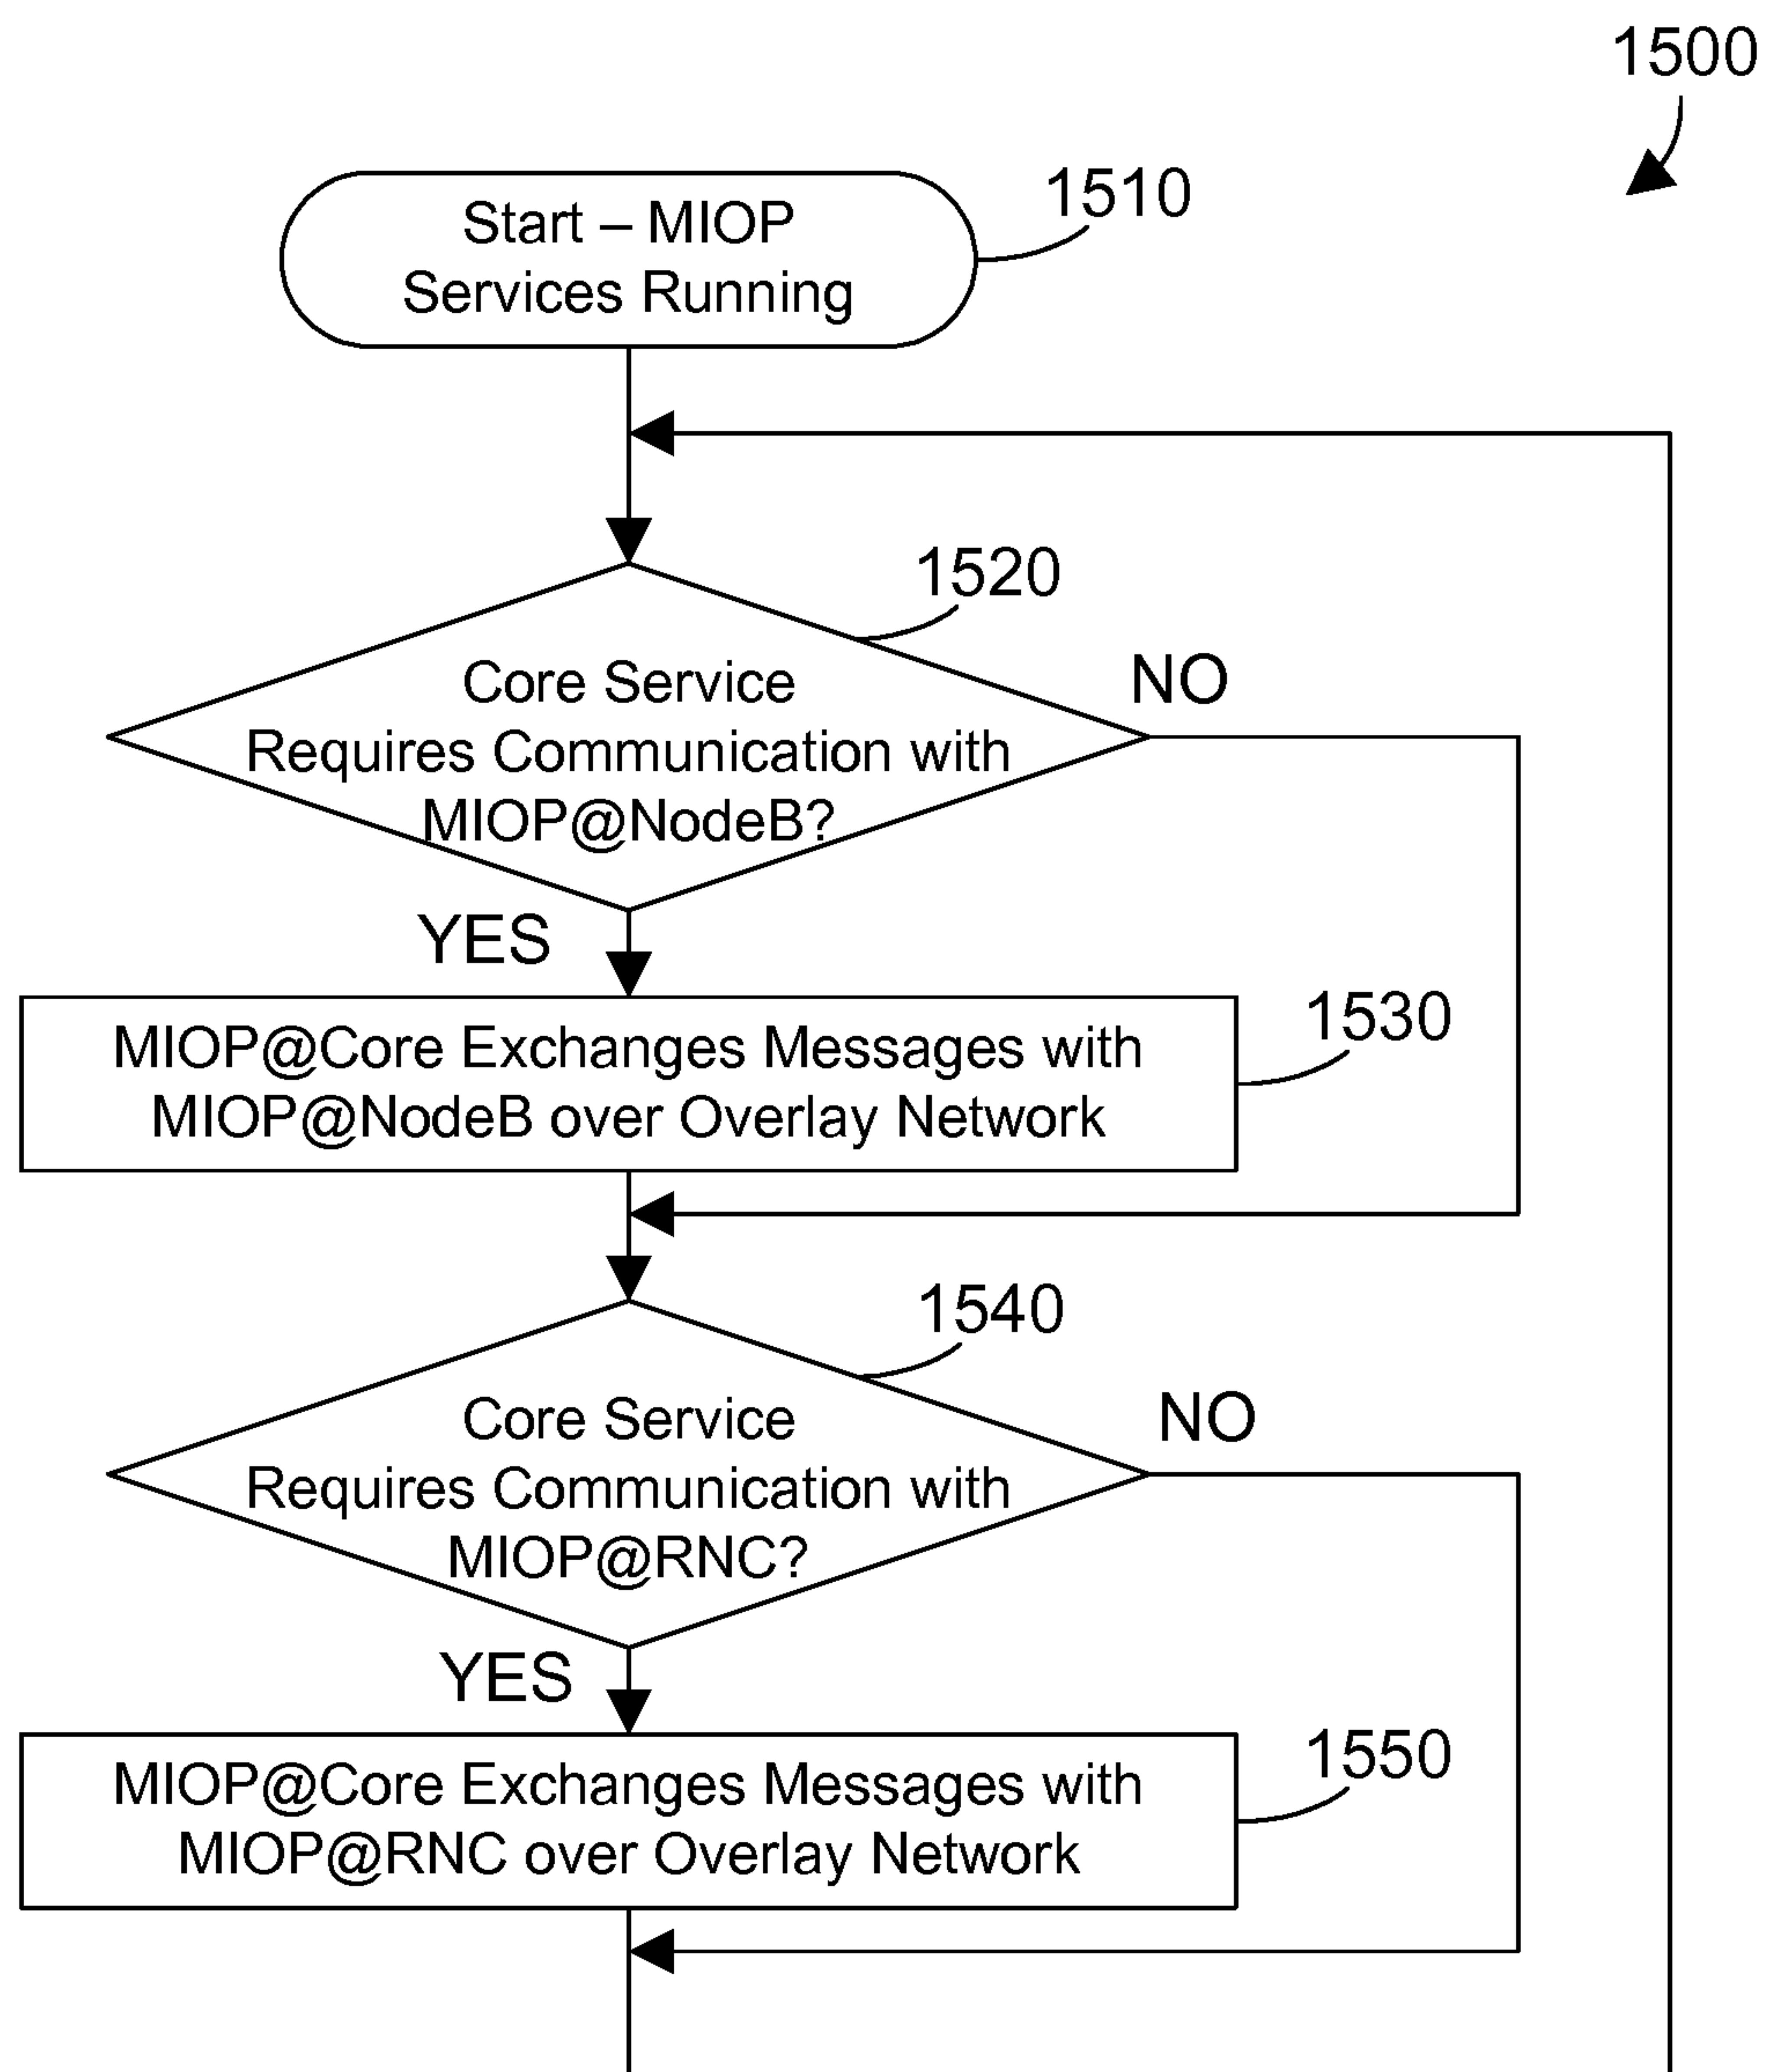 1500
1510
Start – MIOP
Services Running
1520
Core Service
Requires Communication with
MIOP@NodeB?
NO
YES
1530
MIOP@Core Exchanges Messages with
MIOP@NodeB over Overlay Network
1540
Core Service
Requires Communication with
MIOP@RNC?
NO
YES
1550
MIOP@Core Exchanges Messages with
MIOP@RNC over Overlay Network